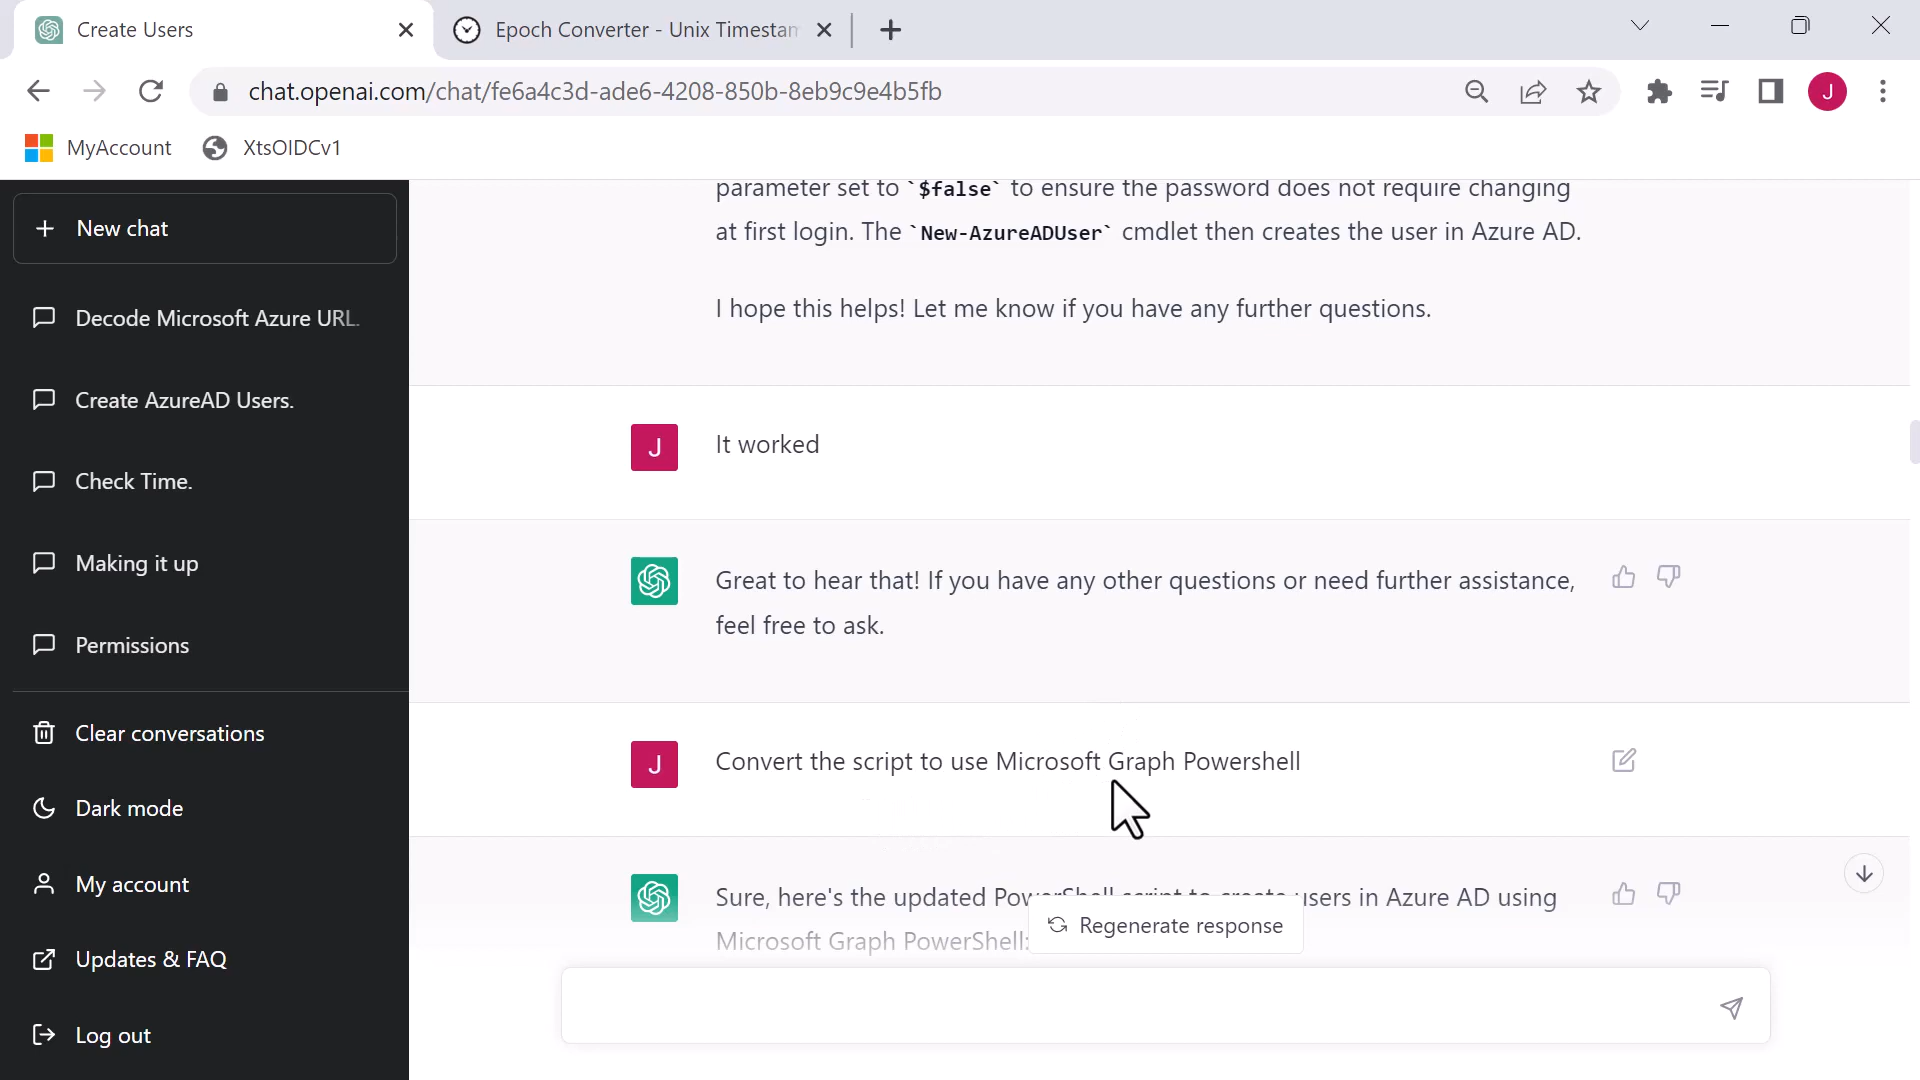 Create Users
Epoch Converter - Unix Timestam
chat.openai.com/chat/fe6a4c3d-ade6-4208-850b-8eb9c9e4b5fb
J
MyAccount
XtsOIDCv1
New chat
Decode Microsoft Azure URL.
Create AzureAD Users.
Check Time.
Making it up
Permissions
Clear conversations
Dark mode
My account
Updates & FAQ
Log out
parameter set to `$false` to ensure the password does not require changing
at first login. The `New-AzureADUser` cmdlet then creates the user in Azure AD.
I hope this helps! Let me know if you have any further questions.
J
It worked
Great to hear that! If you have any other questions or need further assistance,
feel free to ask.
J
Convert the script to use Microsoft Graph Powershell
Sure, here's the updated PowerShell script to create users in Azure AD using
Microsoft Graph PowerShell:
Regenerate response